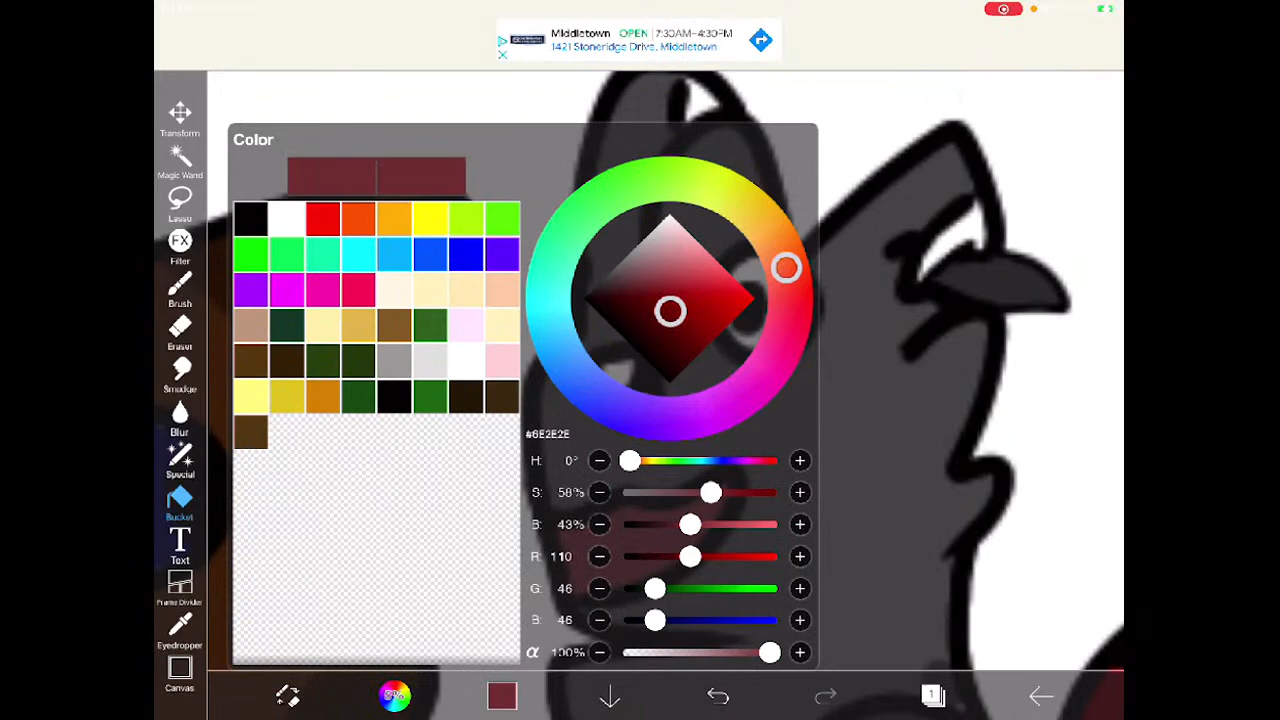 Middletown OPEN 7:30AM–4:30PM
1421 Stoneridge Drive, Middletown
Transform
Magic Wand
Lasso
FX
Filter
Brush
Eraser
Smudge
Blur
Special
Bucket
T
Text
Frame Divider
Eyedropper
Canvas
Color
#6E2E2E
H: 0°
S: 58%
B: 43%
R: 110
G: 46
B: 46
α 100%
1